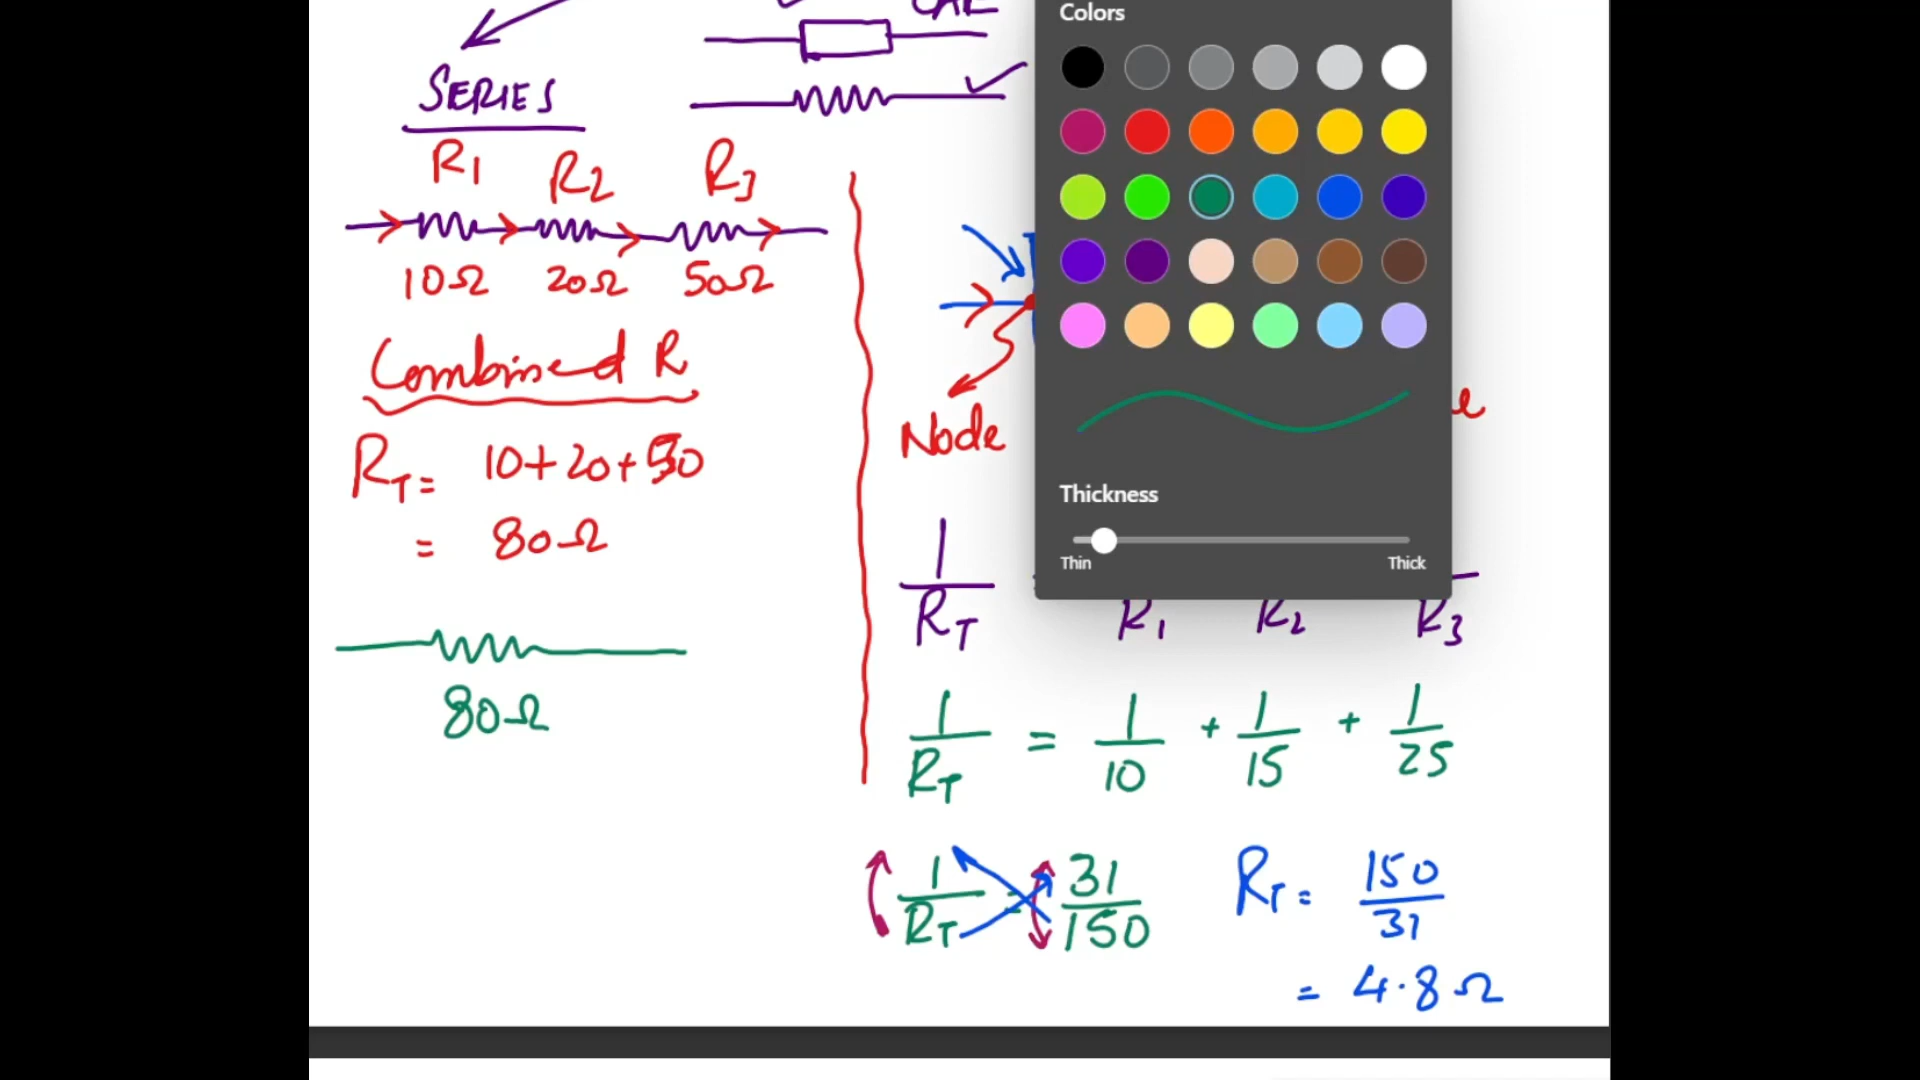 SERIES
R1 R2 R3
10Ω 20Ω 50Ω
Combined R
RT = 10+20+50
= 80Ω
80Ω
Colors
Thickness
Thin Thick
Node
1/RT R1 R2 R3
1/RT = 1/10 + 1/15 + 1/25
1/RT = 31/150
RT = 150/31
= 4.8Ω